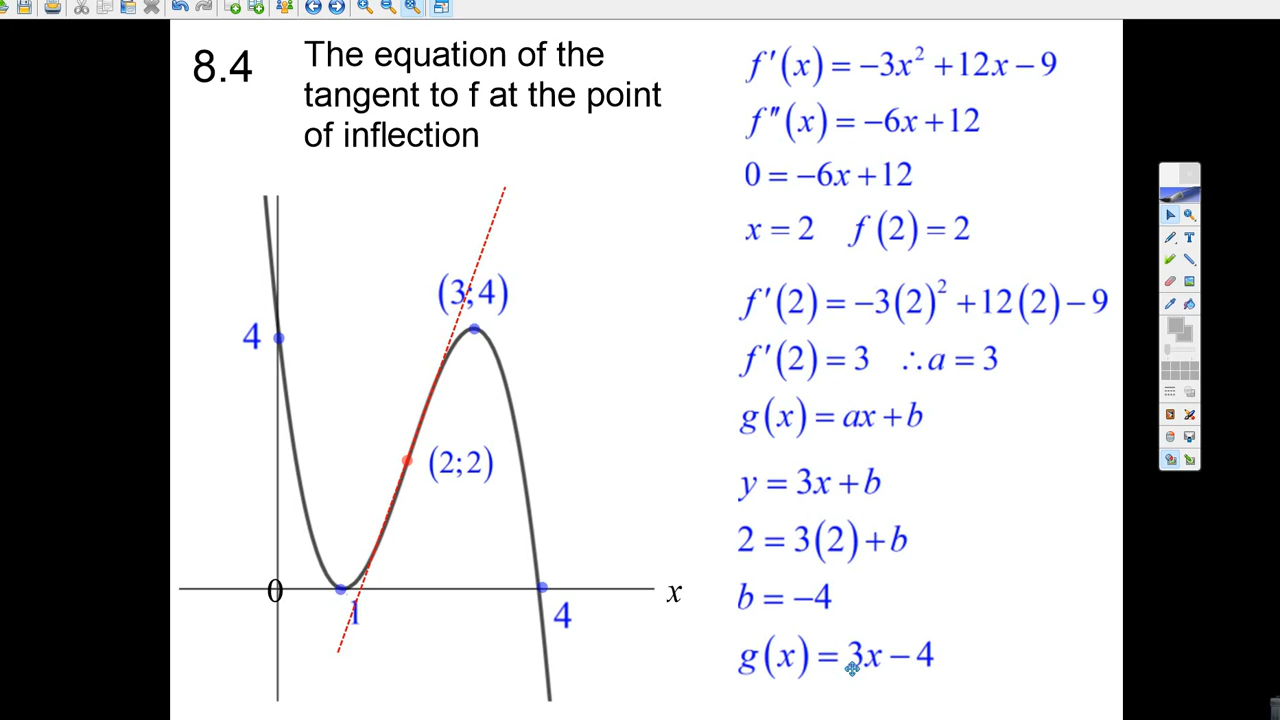 8.4
The equation of the
tangent to f at the point
of inflection
(3;4)
4
(2;2)
0
1
4
x
f′(x) = −3x² + 12x − 9
f″(x) = −6x + 12
0 = −6x + 12
x = 2 f(2) = 2
f′(2) = −3(2)² + 12(2) − 9
f′(2) = 3 ∴ a = 3
g(x) = ax + b
y = 3x + b
2 = 3(2) + b
b = −4
g(x) = 3x − 4